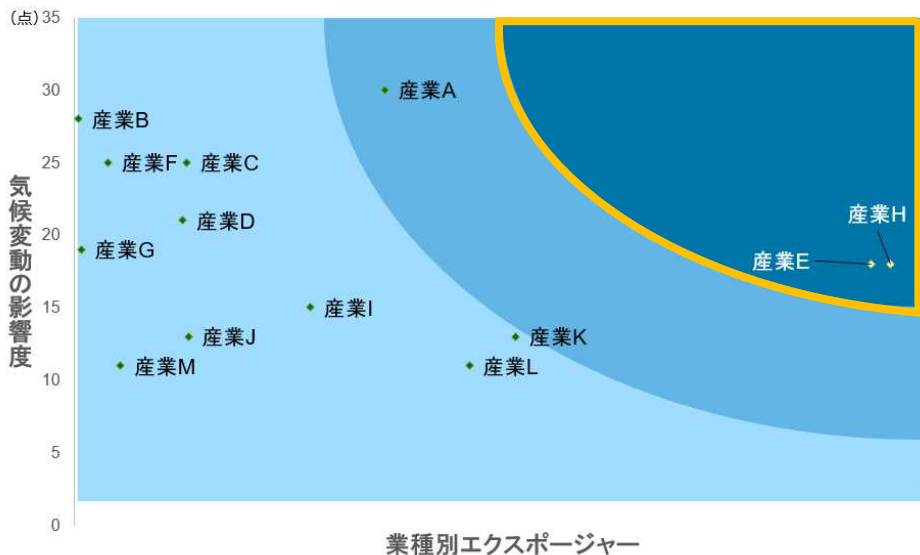 (点)
35
30
25
20
15
10
5
0
気候変動の影響度
産業A
産業B
産業F
産業C
産業D
産業H
産業G
産業E
産業I
産業J
産業K
産業M
産業L
業種別エクスポージャー